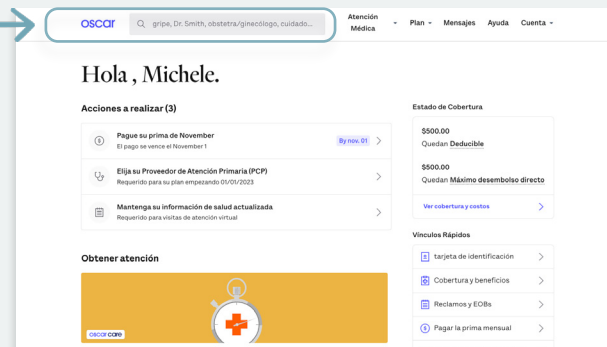 oscar
gripe, Dr. Smith, obstetra/ginecólogo, cuidado...
Atención
Médica
Plan
Mensajes
Ayuda
Cuenta
Hola , Michele.
Acciones a realizar (3)
Pague su prima de November
El pago se vence el November 1
By nov. 01
Elija su Proveedor de Atención Primaria (PCP)
Requerido para su plan empezando 01/01/2023
Mantenga su información de salud actualizada
Requerido para visitas de atención virtual
Obtener atención
oscar care
Estado de Cobertura
$500.00
Quedan Deducible
$500.00
Quedan Máximo desembolso directo
Ver cobertura y costos
Vínculos Rápidos
tarjeta de identificación
Cobertura y beneficios
Reclamos y EOBs
Pagar la prima mensual